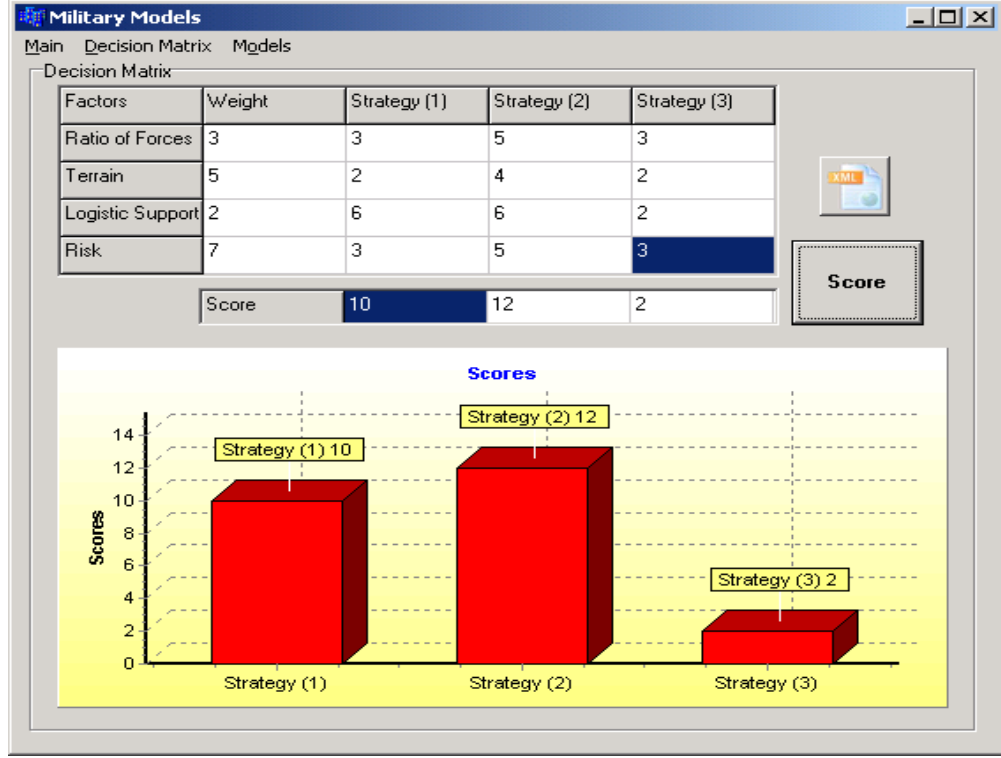 Military Models
Main Decision Matrix Models
Decision Matrix
Factors Weight Strategy (1) Strategy (2) Strategy (3)
Ratio of Forces 3 3 5 3
Terrain 5 2 4 2
Logistic Support 2 6 6 2
Risk 7 3 5 3
XML
Score
Score 10 12 2
Scores
Strategy (2) 12
Strategy (1) 10
Strategy (3) 2
Scores
14
12
10
8
6
4
2
0
Strategy (1) Strategy (2) Strategy (3)